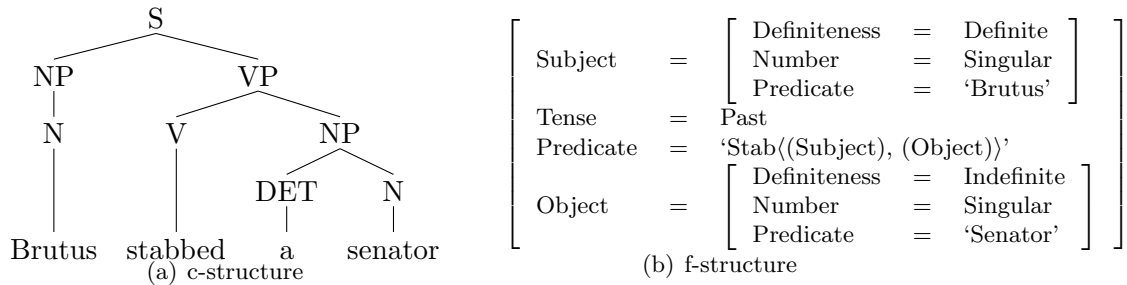 S
NP VP
N V NP
DET N
Brutus stabbed a senator
(a) c-structure
Definiteness = Definite
Subject = Number = Singular
Predicate = ‘Brutus’
Tense = Past
Predicate = ‘Stab⟨(Subject), (Object)⟩’
Definiteness = Indefinite
Object = Number = Singular
Predicate = ‘Senator’
(b) f-structure